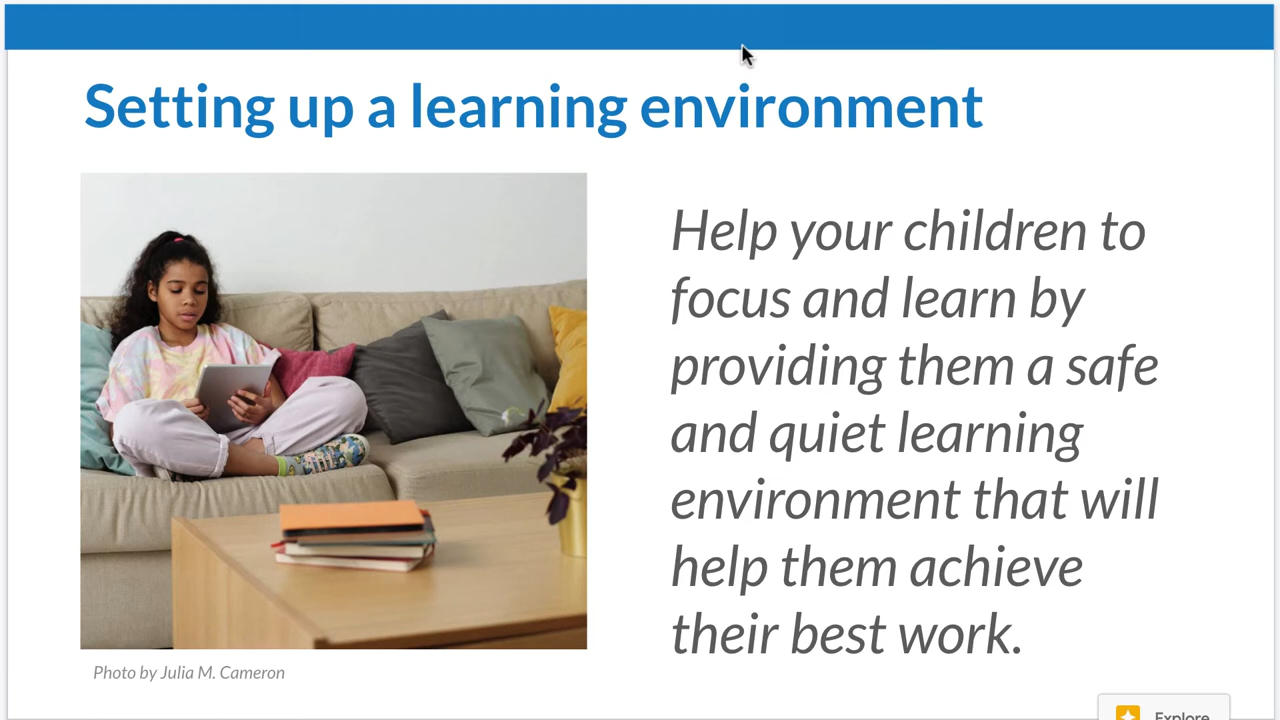 Setting up a learning environment
Help your children to
focus and learn by
providing them a safe
and quiet learning
environment that will
help them achieve
their best work.
Photo by Julia M. Cameron
Explore